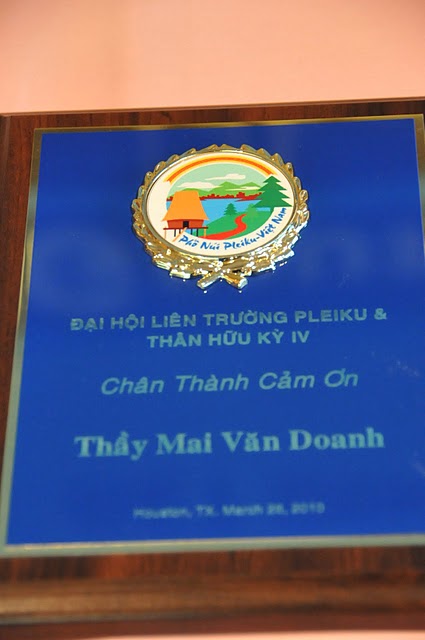 Phố Núi Pleiku-Việt Nam
ĐẠI HỘI LIÊN TRƯỜNG PLEIKU &
THÂN HỮU KỲ IV
Chân Thành Cảm Ơn
Thầy Mai Văn Doanh
Houston, TX. March 28, 2010